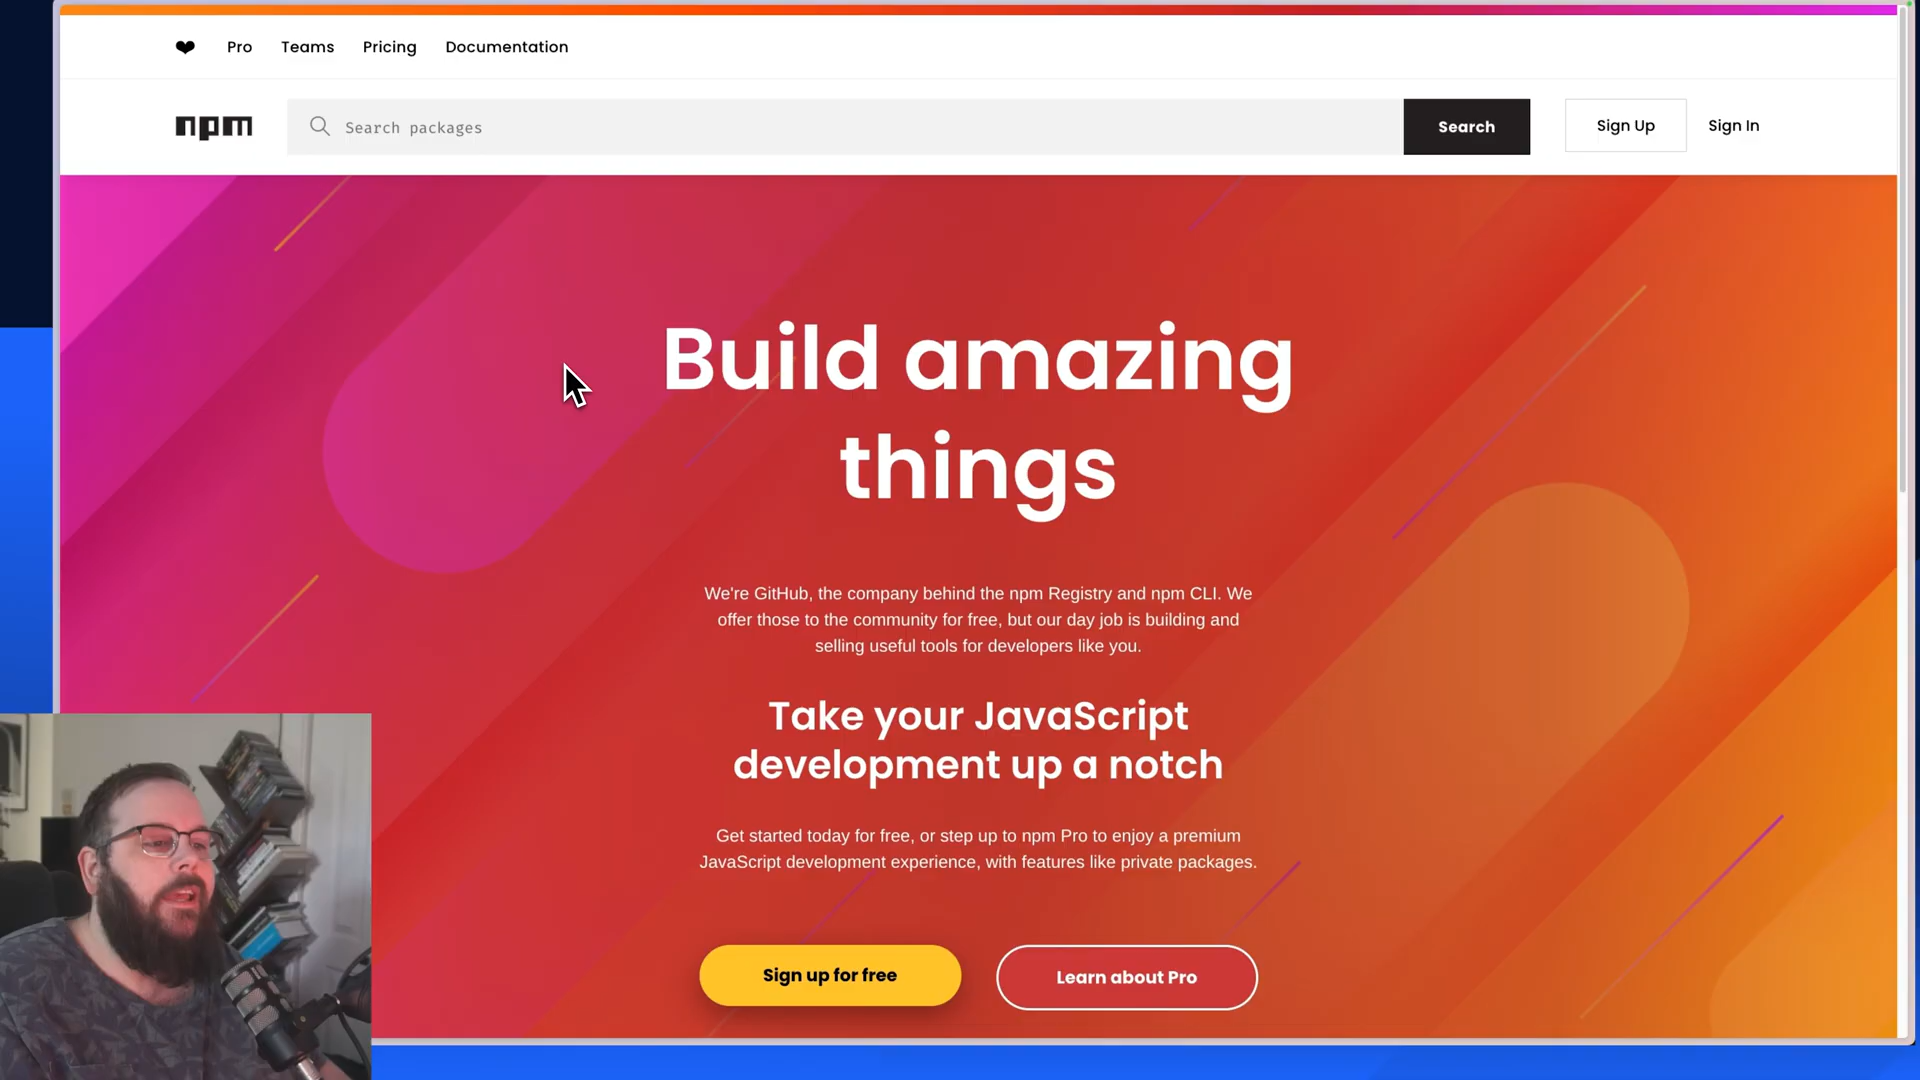 ❤ Pro Teams Pricing Documentation
npm Search packages Search Sign Up Sign In
Build amazing
things
We're GitHub, the company behind the npm Registry and npm CLI. We
offer those to the community for free, but our day job is building and
selling useful tools for developers like you.
Take your JavaScript
development up a notch
Get started today for free, or step up to npm Pro to enjoy a premium
JavaScript development experience, with features like private packages.
Sign up for free Learn about Pro